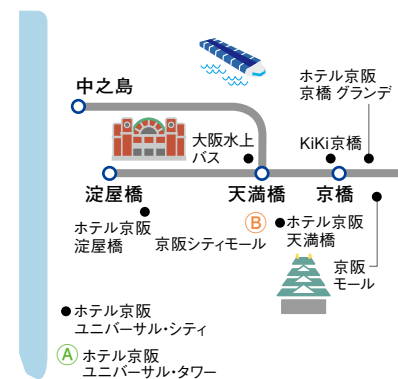 中之島
ホテル京阪
京橋 グランデ
大阪水上
バス
KiKi京橋
淀屋橋
天満橋
京橋
ホテル京阪
淀屋橋
京阪シティモール
Ⓑ
ホテル京阪
天満橋
京阪
モール
ホテル京阪
ユニバーサル・シティ
Ⓐ ホテル京阪
ユニバーサル・タワー